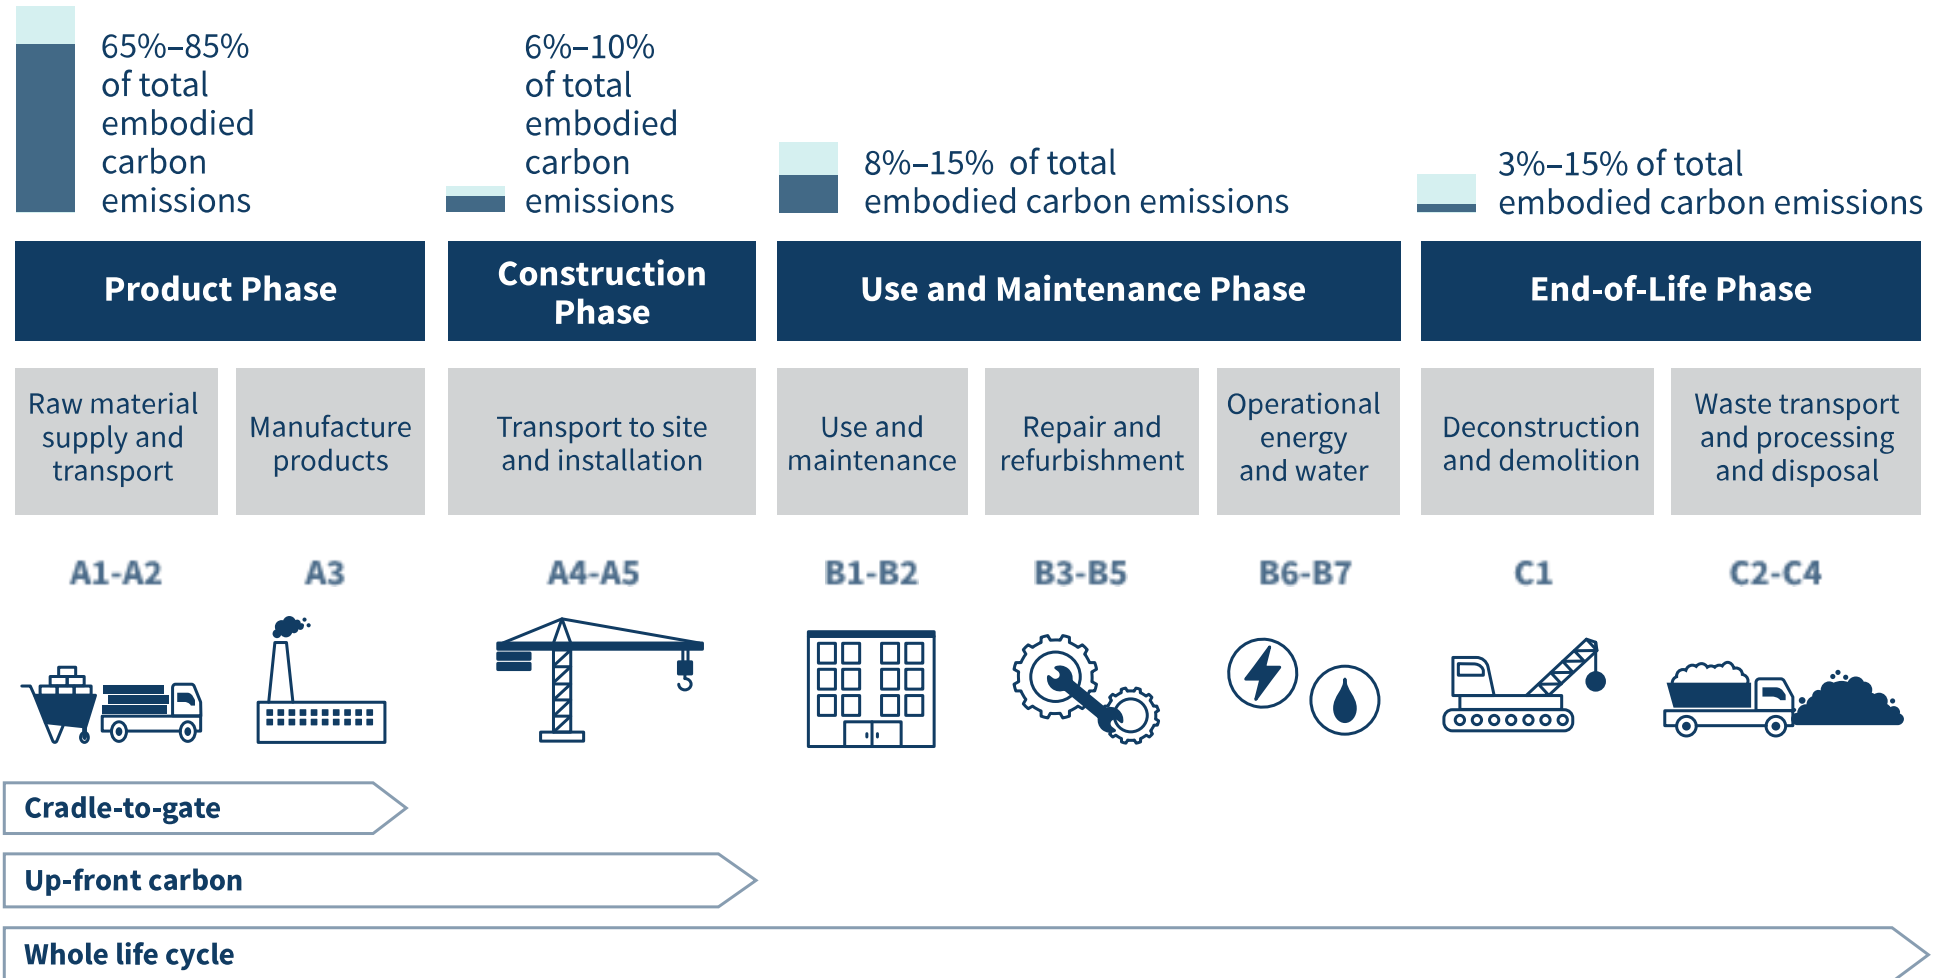 65%–85%
of total
embodied
carbon
emissions
6%–10%
of total
embodied
carbon
emissions
8%–15% of total
embodied carbon emissions
3%–15% of total
embodied carbon emissions
Product Phase
Construction
Phase
Use and Maintenance Phase
End-of-Life Phase
Raw material
supply and
transport
Manufacture
products
Transport to site
and installation
Use and
maintenance
Repair and
refurbishment
Operational
energy
and water
Deconstruction
and demolition
Waste transport
and processing
and disposal
A1-A2
A3
A4-A5
B1-B2
B3-B5
B6-B7
C1
C2-C4
Cradle-to-gate
Up-front carbon
Whole life cycle